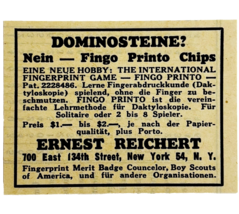 DOMINOSTEINE?
Nein — Fingo Printo Chips
EINE NEUE HOBBY: THE INTERNATIONAL
FINGERPRINT GAME — FINGO PRINTO —
Pat. 2228486. Lerne Fingerabdruckkunde (Dak-
tyloskopie) spielend, ohne die Finger zu be-
schmutzen. FINGO PRINTO ist die verein-
fachte Lehrmethode für Daktyloskopie. Für
Solitaire oder 2 bis 8 Spieler.
Preis $1.— bis $2.—, je nach der Papier-
qualität, plus Porto.
ERNEST REICHERT
700 East 134th Street, New York 54, N. Y.
Fingerprint Merit Badge Councelor, Boy Scouts
of America, und für andere Organisationen.